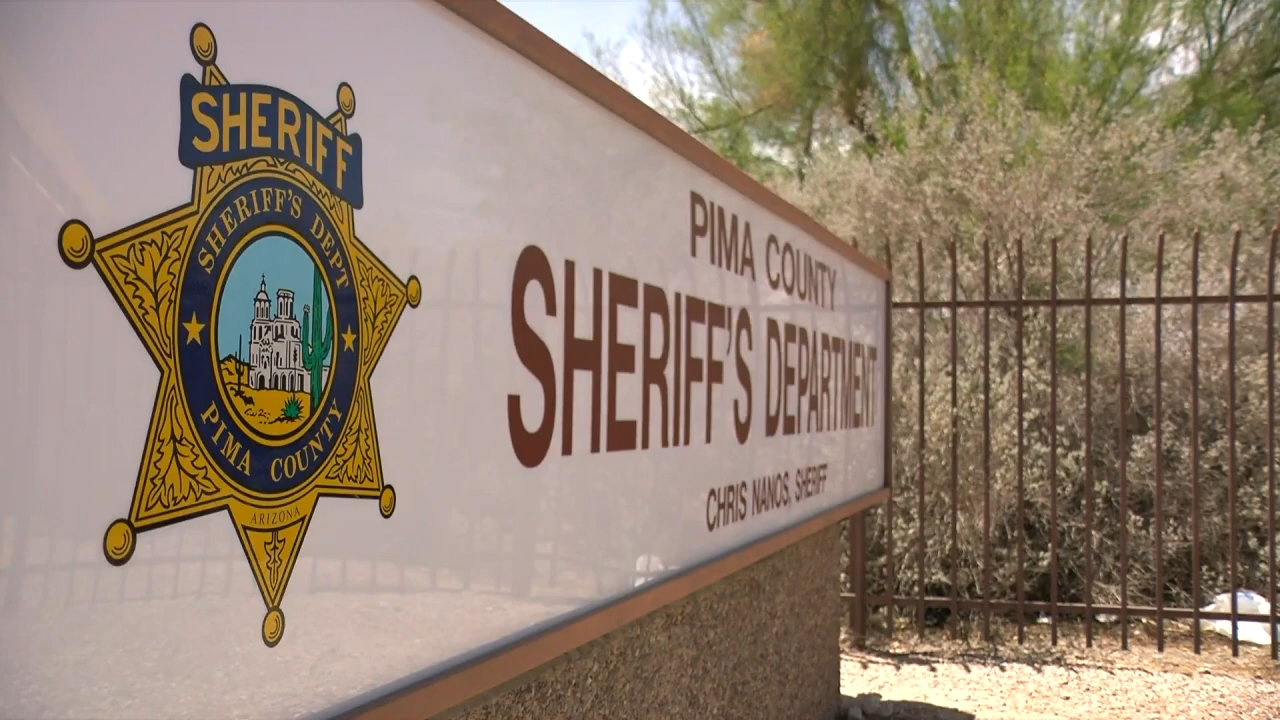 SHERIFF
SHERIFF'S DEPT
PIMA COUNTY
ARIZONA
PIMA COUNTY
SHERIFF'S DEPARTMENT
CHRIS NANOS, SHERIFF